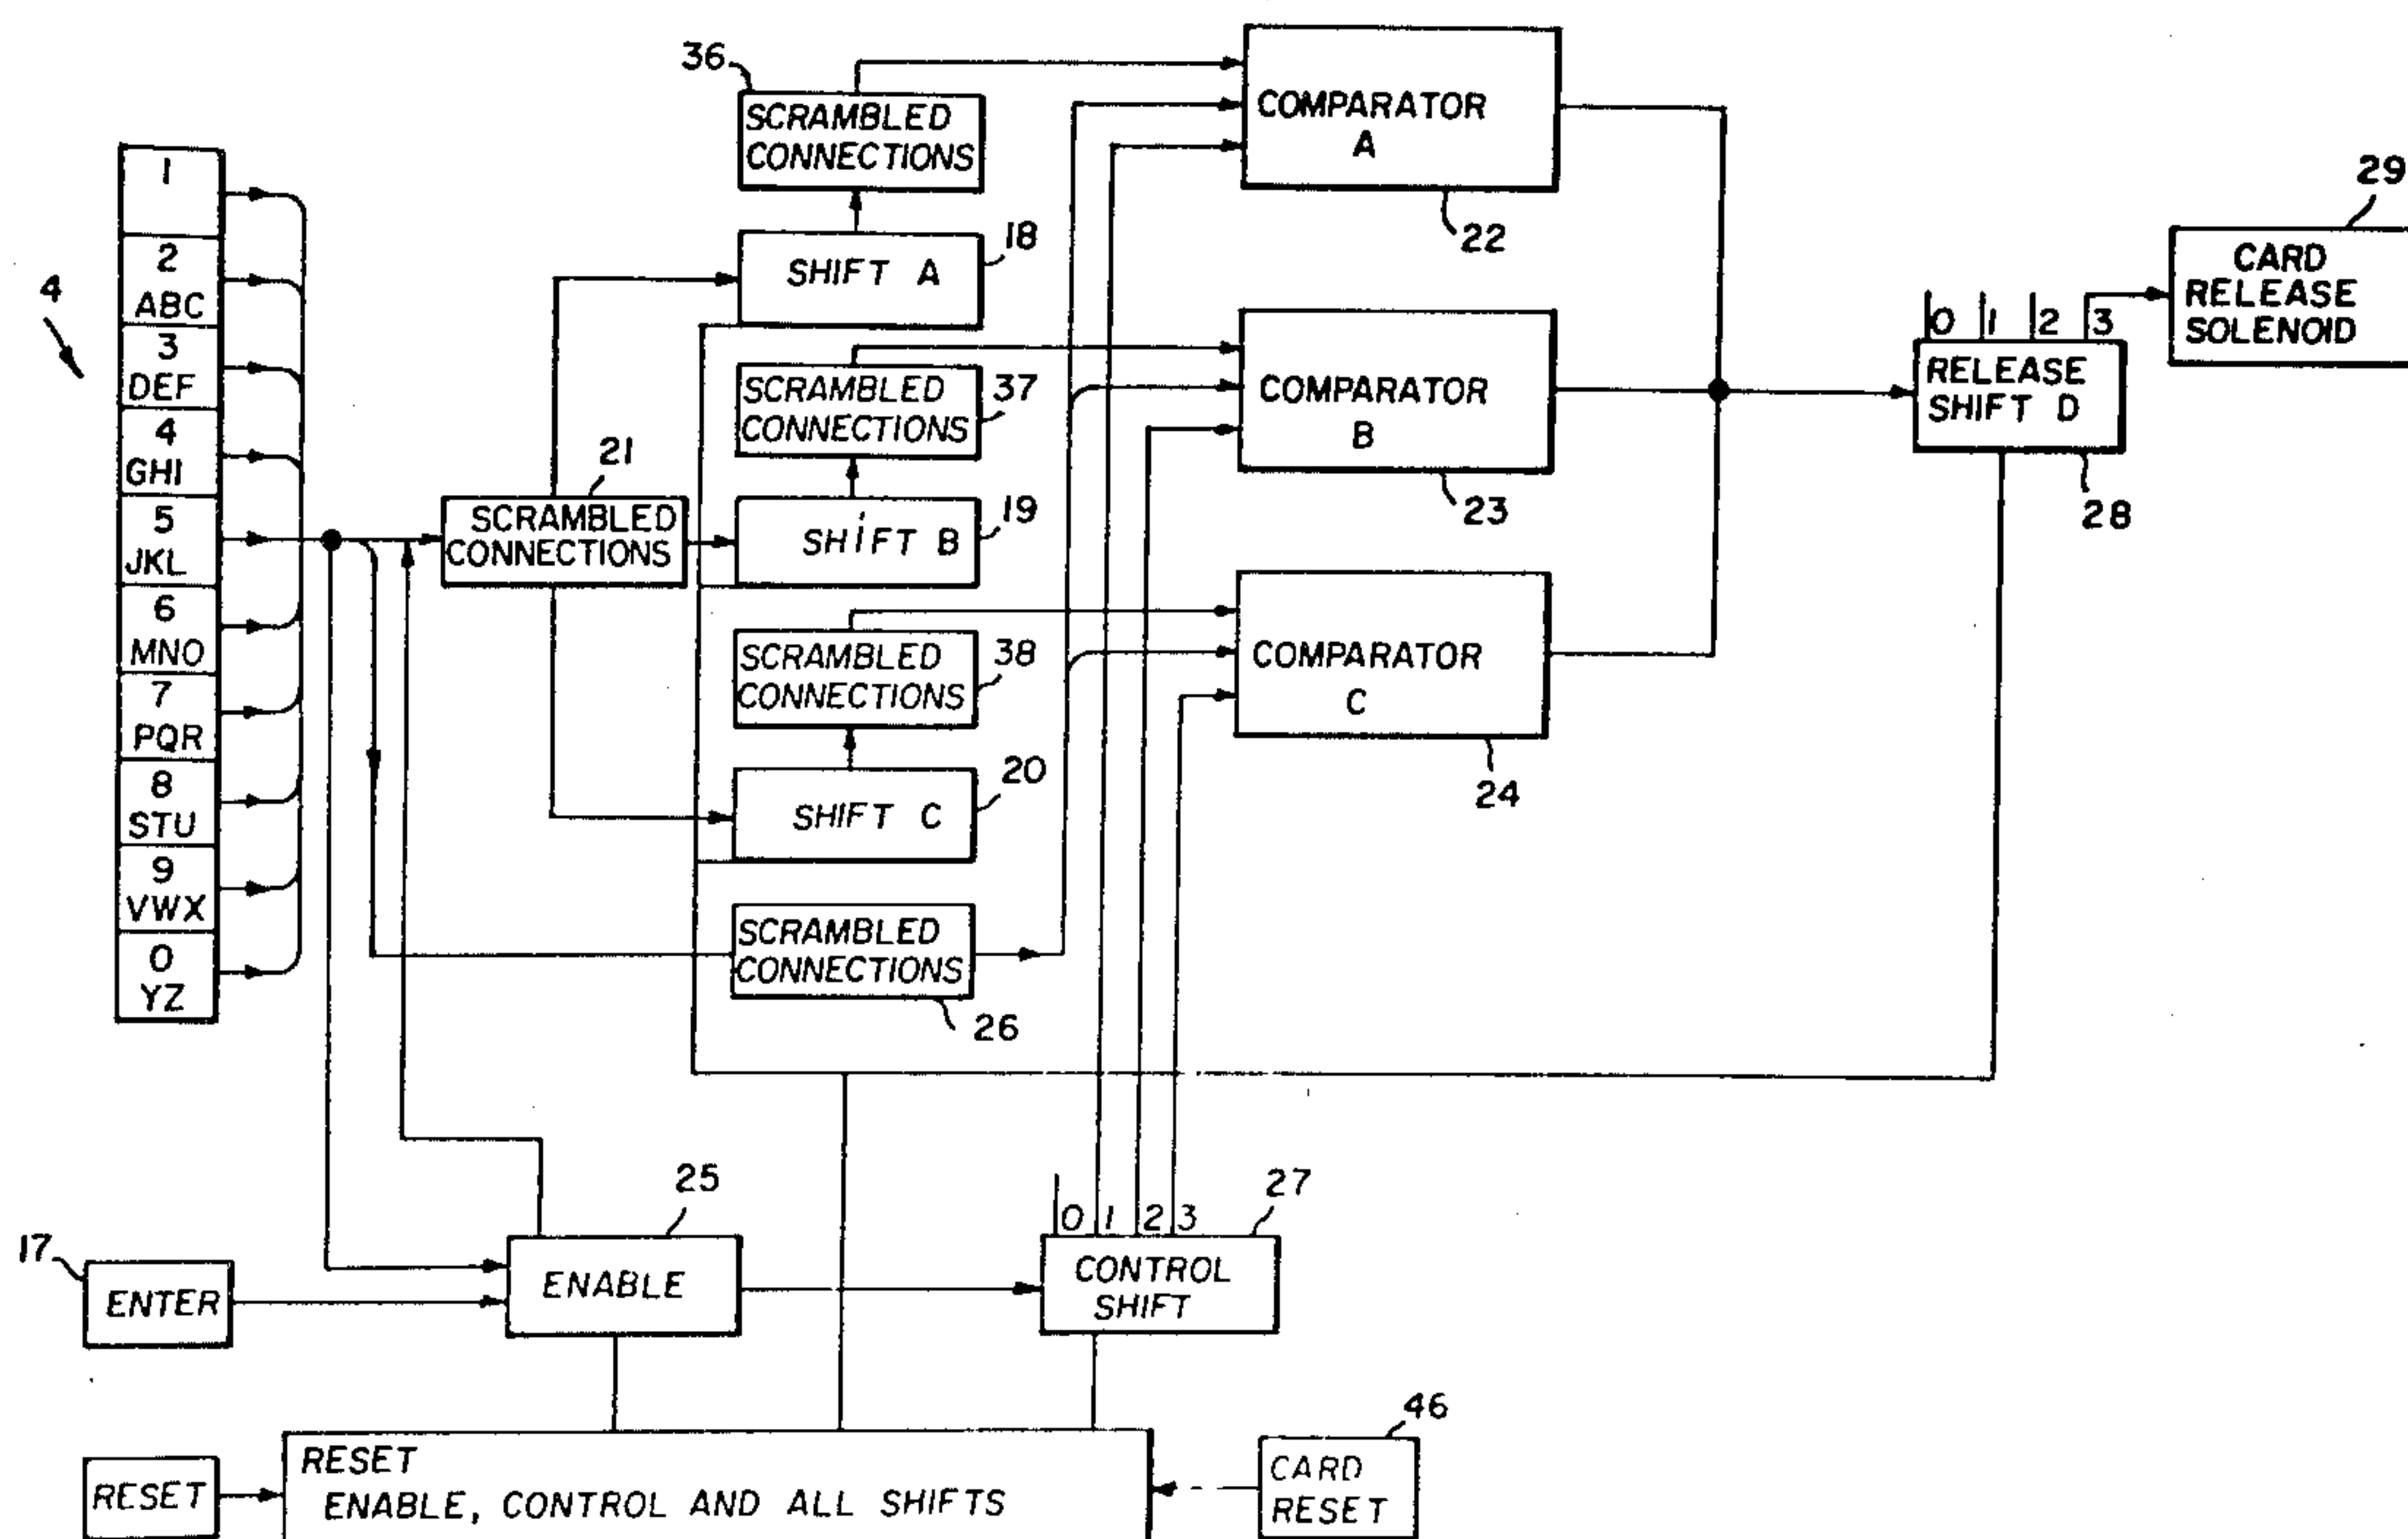 36
SCRAMBLED
CONNECTIONS
COMPARATOR
A
22
29
CARD
RELEASE
SOLENOID
4
1
2
ABC
3
DEF
4
GHI
5
JKL
6
MNO
7
PQR
8
STU
9
VWX
0
YZ
18
SHIFT A
37
SCRAMBLED
CONNECTIONS
COMPARATOR
B
23
0 1 2 3
RELEASE
SHIFT D
28
21
SCRAMBLED
CONNECTIONS
19
SHIFT B
38
SCRAMBLED
CONNECTIONS
COMPARATOR
C
24
20
SHIFT C
SCRAMBLED
CONNECTIONS
26
17
ENTER
25
ENABLE
0 1 2 3
27
CONTROL
SHIFT
RESET
RESET
ENABLE, CONTROL AND ALL SHIFTS
46
CARD
RESET